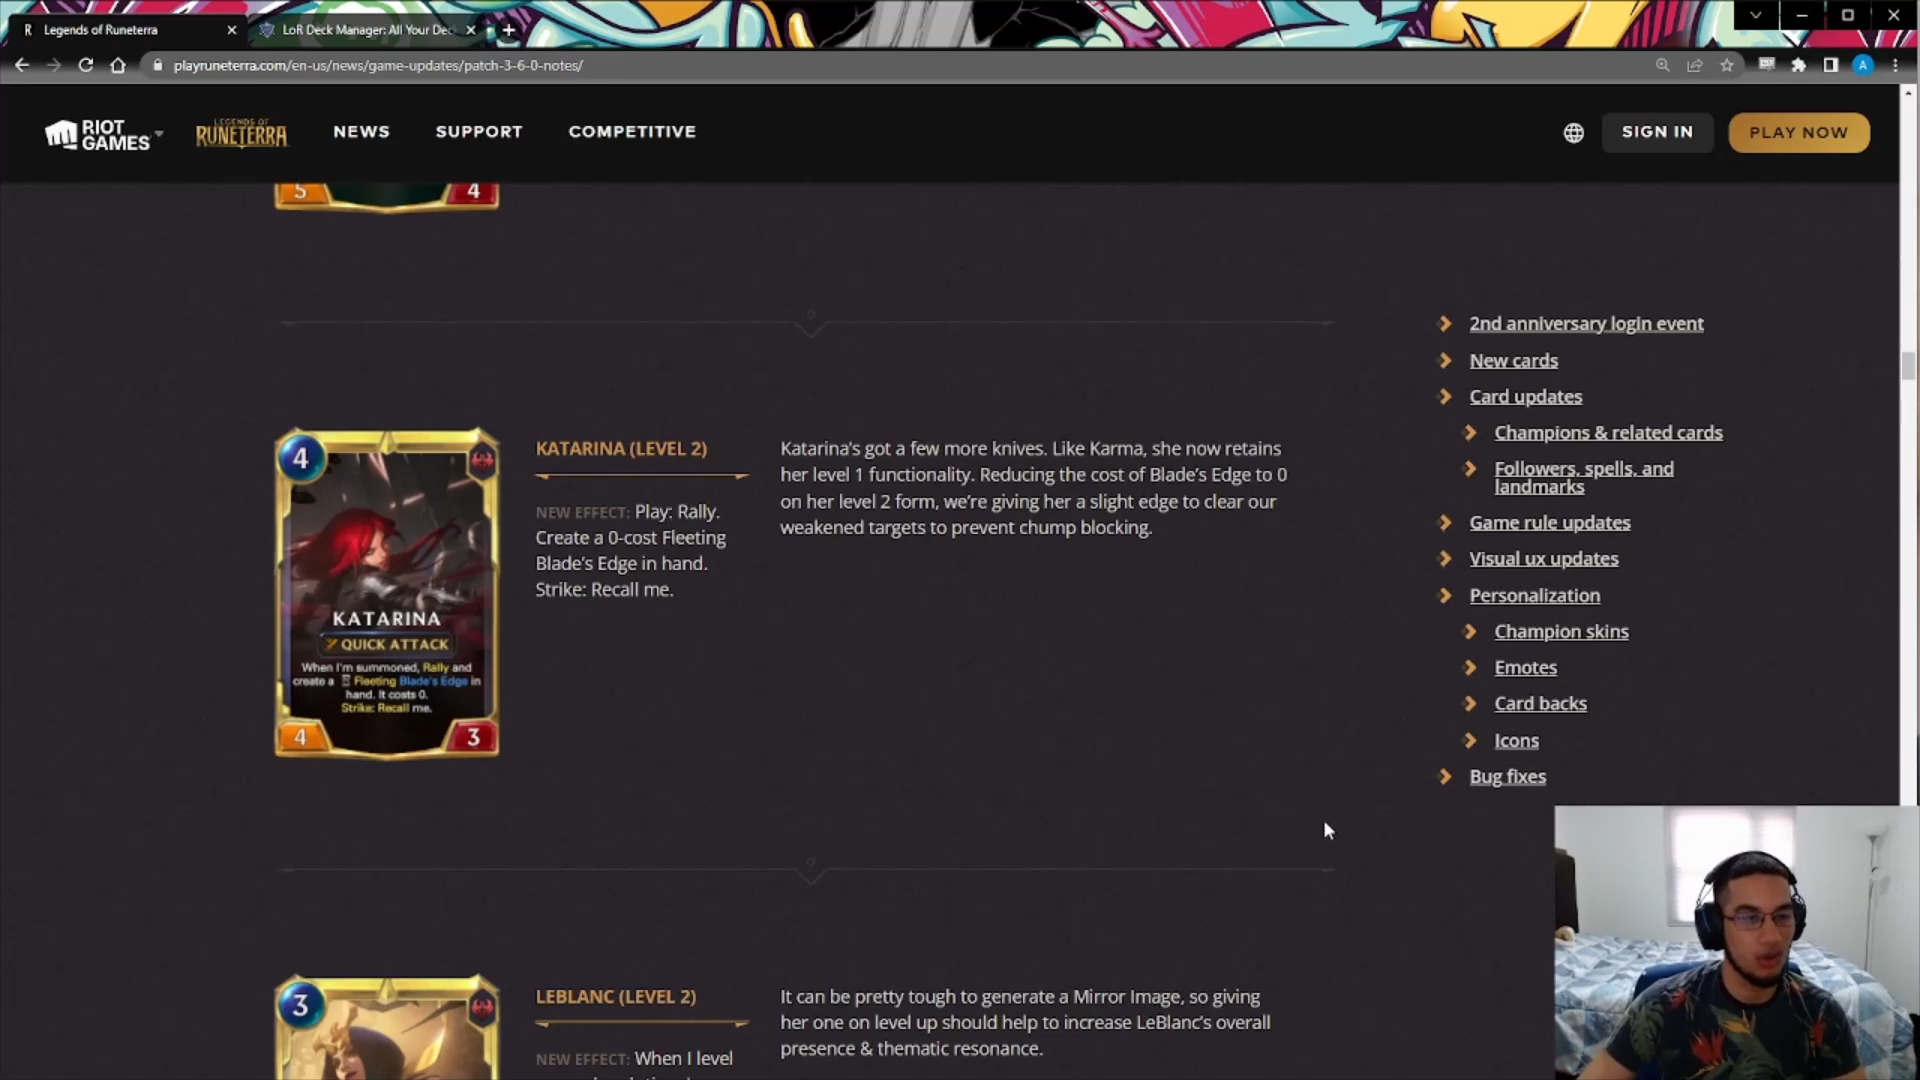 Legends of Runeterra
LoR Deck Manager: All Your Dec
playruneterra.com/en-us/news/game-updates/patch-3-6-0-notes/
A
RIOT GAMES
LEGENDS OF RUNETERRA
NEWS
SUPPORT
COMPETITIVE
SIGN IN
PLAY NOW
5
4
4
KATARINA
QUICK ATTACK
When I'm summoned, Rally and
create a Fleeting Blade's Edge in
hand. It costs 0.
Strike: Recall me.
4
3
KATARINA (LEVEL 2)
NEW EFFECT: Play: Rally.
Create a 0-cost Fleeting
Blade's Edge in hand.
Strike: Recall me.
Katarina's got a few more knives. Like Karma, she now retains
her level 1 functionality. Reducing the cost of Blade's Edge to 0
on her level 2 form, we're giving her a slight edge to clear our
weakened targets to prevent chump blocking.
3
LEBLANC (LEVEL 2)
NEW EFFECT: When I level
It can be pretty tough to generate a Mirror Image, so giving
her one on level up should help to increase LeBlanc's overall
presence & thematic resonance.
2nd anniversary login event
New cards
Card updates
Champions & related cards
Followers, spells, and
landmarks
Game rule updates
Visual ux updates
Personalization
Champion skins
Emotes
Card backs
Icons
Bug fixes